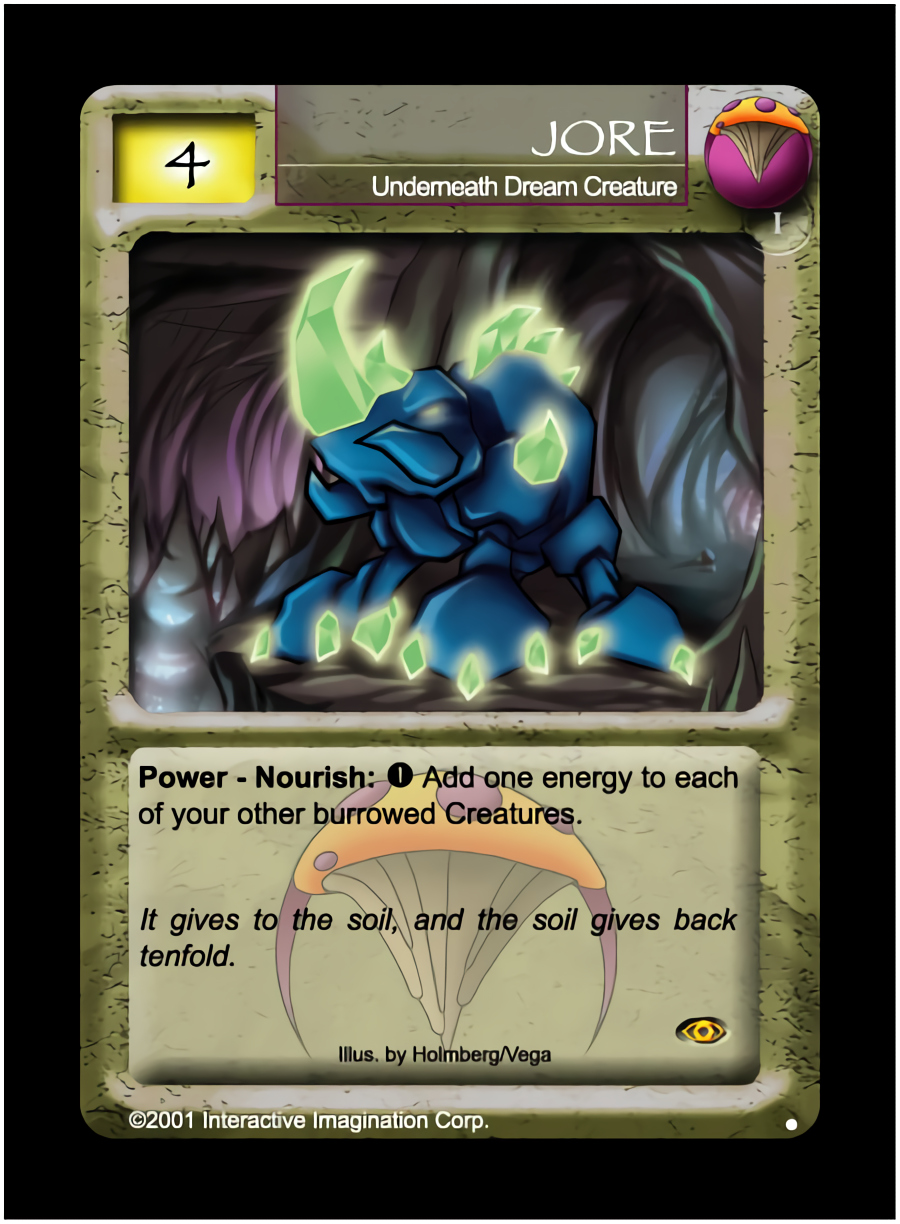 4
JORE
Underneath Dream Creature
I
Power - Nourish: I Add one energy to each
of your other burrowed Creatures.
It gives to the soil, and the soil gives back
tenfold.
Illus. by Holmberg/Vega
©2001 Interactive Imagination Corp.